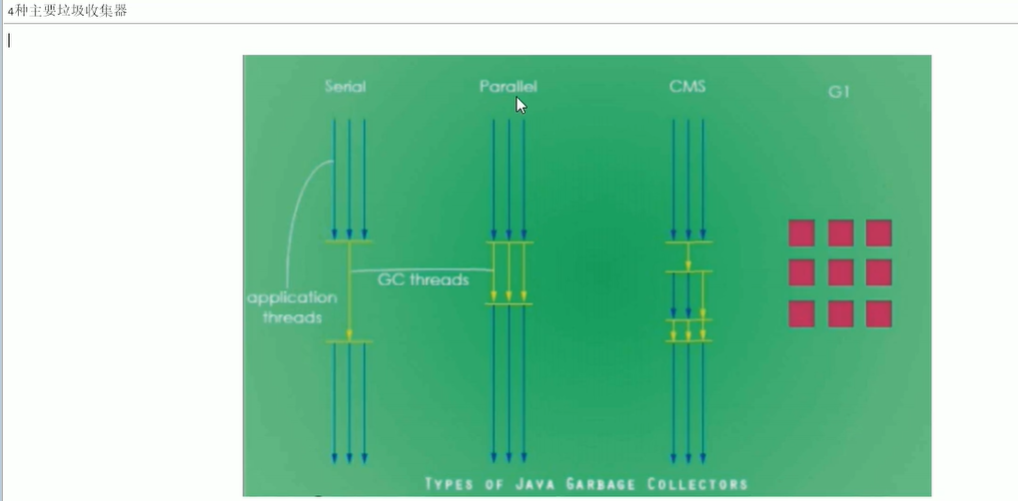 4种主要垃圾收集器
Serial
Parallel
CMS
G1
GC threads
application
threads
TYPES OF JAVA GARBAGE COLLECTORS